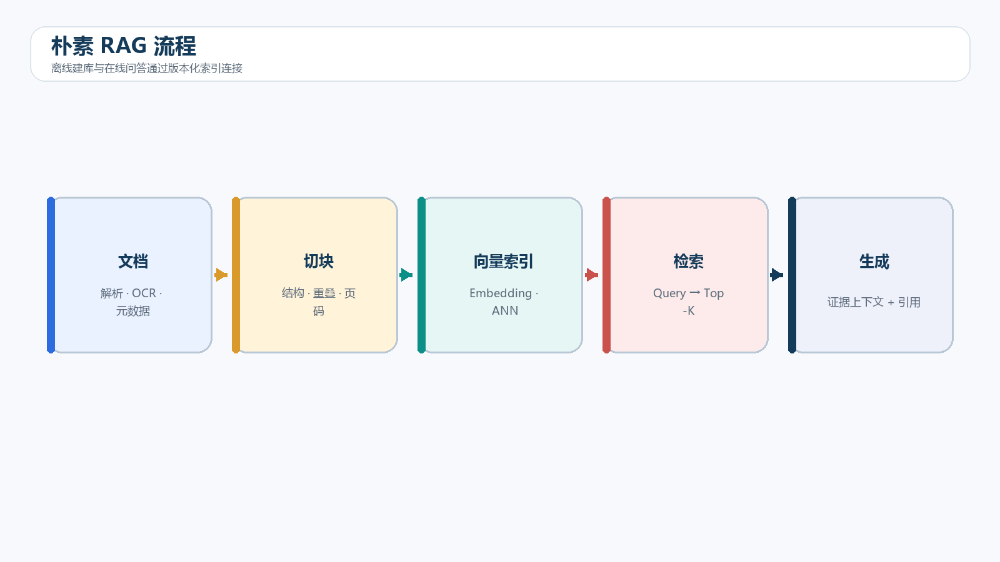 朴素 RAG 流程
离线建库与在线问答通过版本化索引连接
文档
解析 · OCR ·
元数据
切块
结构 · 重叠 · 页
码
向量索引
Embedding ·
ANN
检索
Query → Top
-K
生成
证据上下文 + 引用